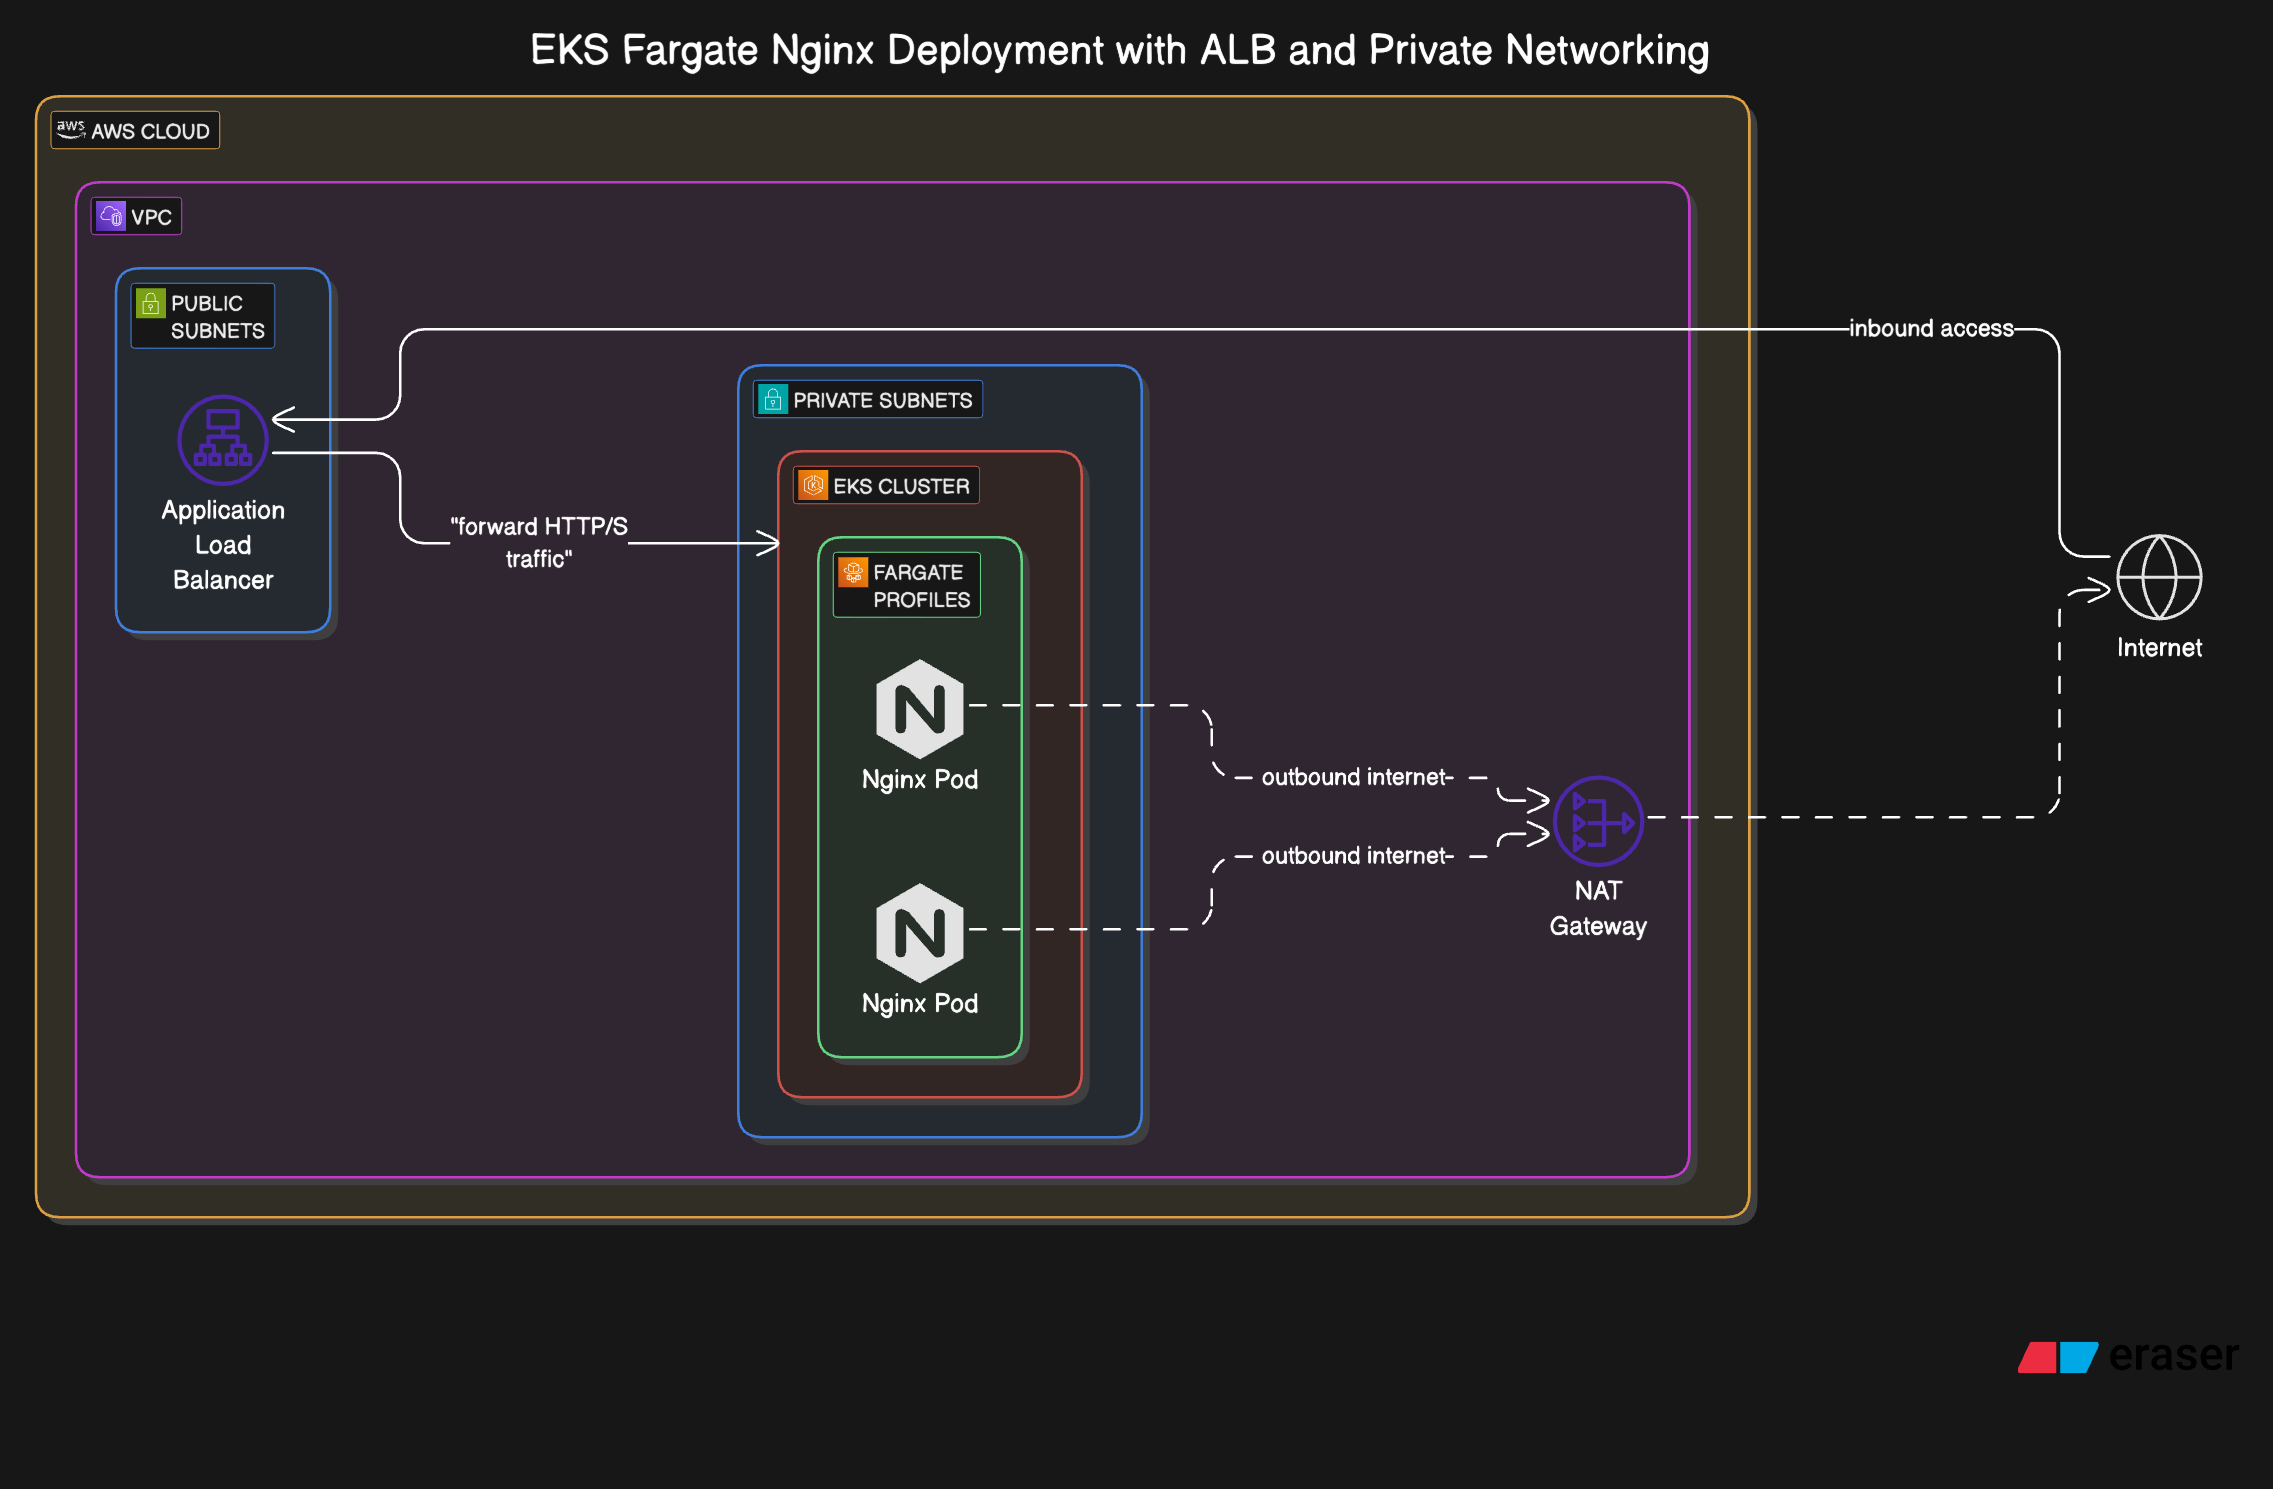 EKS Fargate Nginx Deployment with ALB and Private Networking
aws AWS CLOUD
VPC
PUBLIC
SUBNETS
inbound access
PRIVATE SUBNETS
EKS CLUSTER
Application
Load
Balancer
"forward HTTP/S
traffic"
FARGATE
PROFILES
Internet
N
Nginx Pod
outbound internet
outbound internet
NAT
Gateway
N
Nginx Pod
eraser